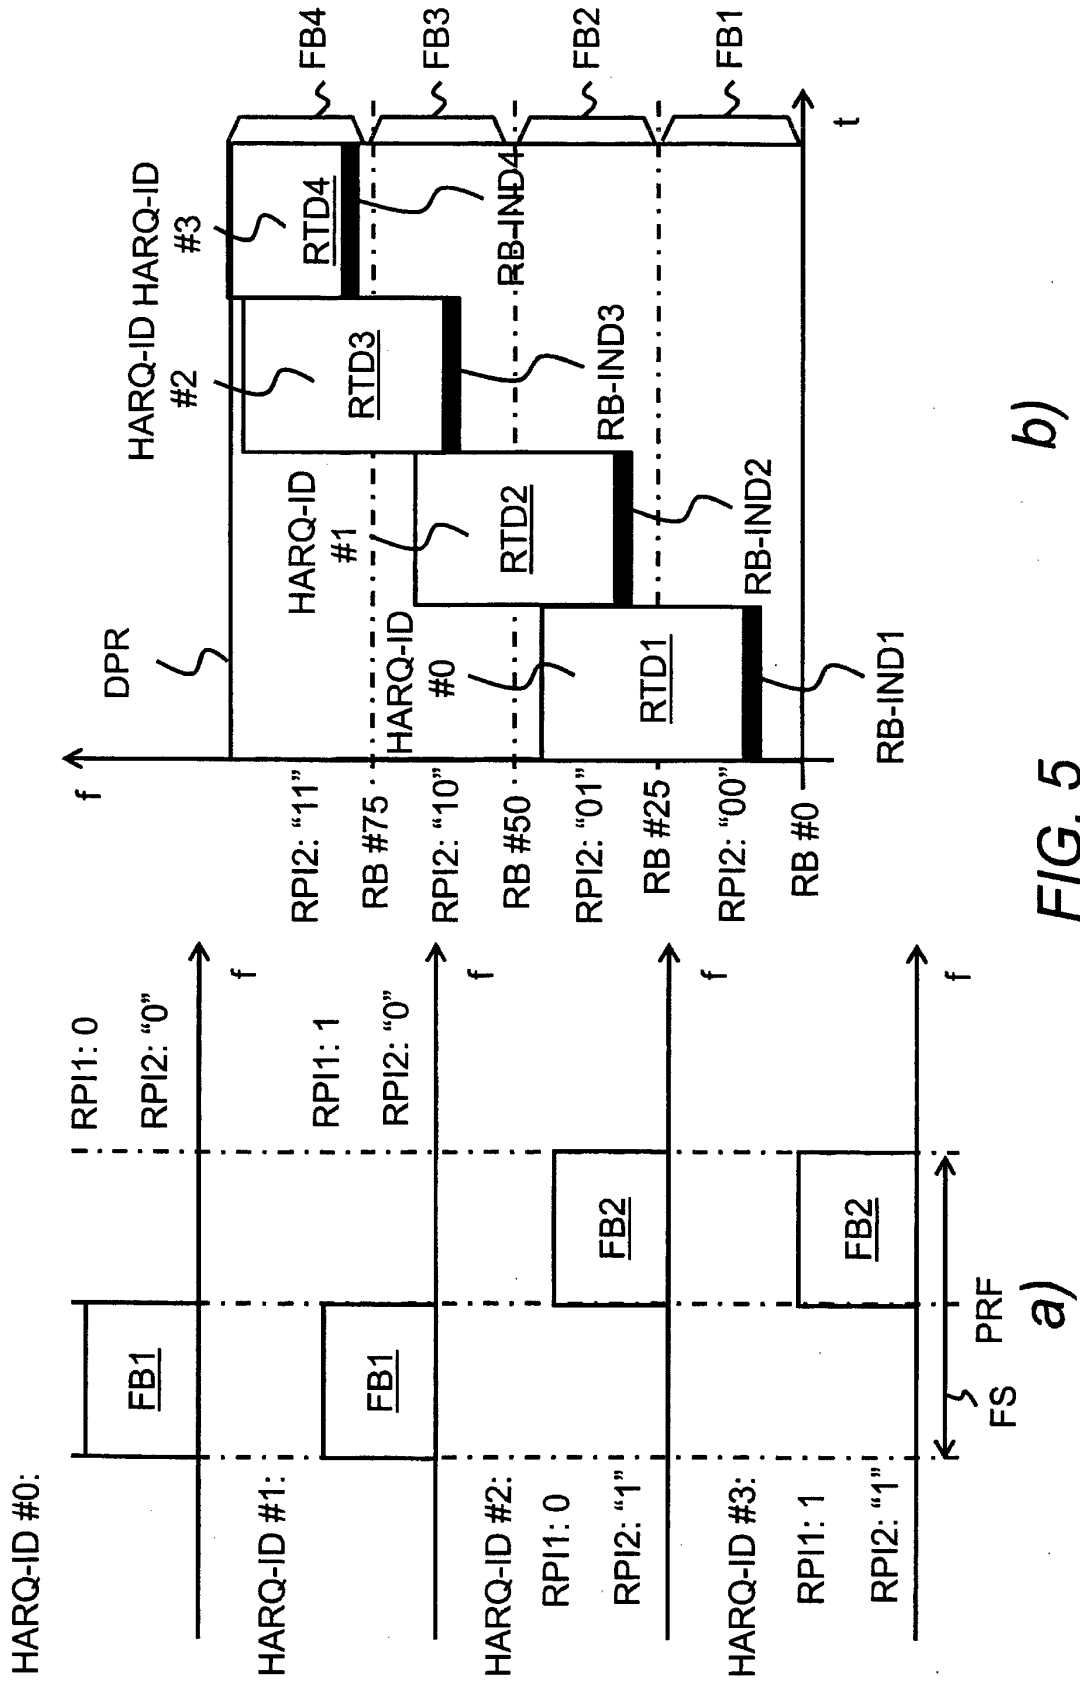 HARQ-ID #0:
RPI1: 0
RPI2: “0”
FB1
f
HARQ-ID #1:
RPI1: 1
RPI2: “0”
FB1
f
HARQ-ID #2:
RPI1: 0
RPI2: “1”
FB2
f
HARQ-ID #3:
RPI1: 1
RPI2: “1”
FB2
f
FS
PRF
a)
f
DPR
RPI2: “11”
RB #75
RPI2: “10”
RB #50
RPI2: “01”
RB #25
RPI2: “00”
RB #0
HARQ-ID
#0
RTD1
RB-IND1
HARQ-ID
#1
RTD2
RB-IND2
HARQ-ID
#2
RTD3
RB-IND3
HARQ-ID
#3
RTD4
RB-IND4
FB4
FB3
FB2
FB1
t
b)
FIG. 5